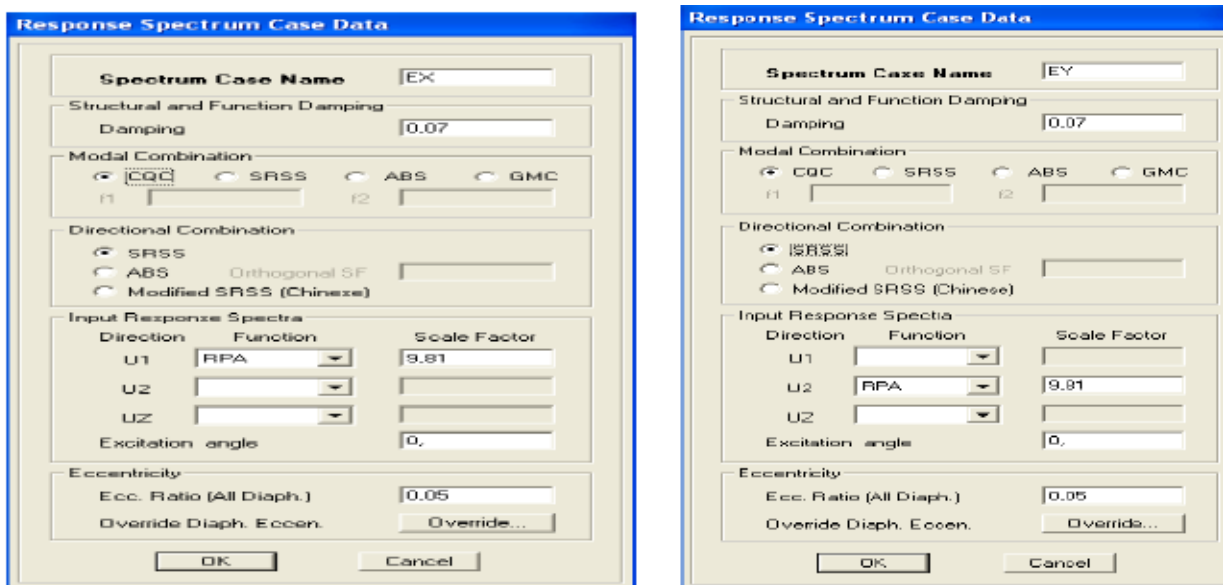 Response Spectrum Case Data
Spectrum Case Name EX
Structural and Function Damping
Damping 0.07
Modal Combination
CQC SRSS ABS GMC
f1 f2
Directional Combination
SRSS
ABS Orthogonal SF
Modified SRSS (Chinese)
Input Response Spectra
Direction Function Scale Factor
U1 RPA 9.81
U2
UZ
Excitation angle 0,
Eccentricity
Ecc. Ratio (All Diaph.) 0.05
Override Diaph. Eccen. Override...
OK Cancel
Response Spectrum Case Data
Spectrum Case Name EY
Structural and Function Damping
Damping 0.07
Modal Combination
CQC SRSS ABS GMC
f1 f2
Directional Combination
SRSS
ABS Orthogonal SF
Modified SRSS (Chinese)
Input Response Spectra
Direction Function Scale Factor
U1
U2 RPA 9.81
UZ
Excitation angle 0,
Eccentricity
Ecc. Ratio (All Diaph.) 0.05
Override Diaph. Eccen. Override...
OK Cancel